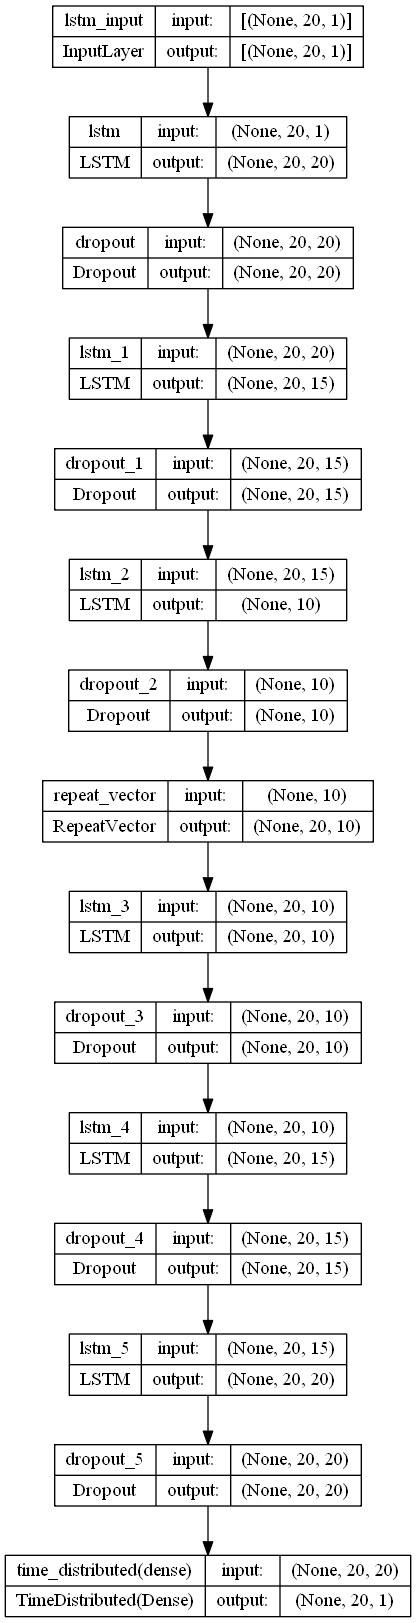 lstm_input input: [(None, 20, 1)]
InputLayer output: [(None, 20, 1)]
lstm input: (None, 20, 1)
LSTM output: (None, 20, 20)
dropout input: (None, 20, 20)
Dropout output: (None, 20, 20)
lstm_1 input: (None, 20, 20)
LSTM output: (None, 20, 15)
dropout_1 input: (None, 20, 15)
Dropout output: (None, 20, 15)
lstm_2 input: (None, 20, 15)
LSTM output: (None, 10)
dropout_2 input: (None, 10)
Dropout output: (None, 10)
repeat_vector input: (None, 10)
RepeatVector output: (None, 20, 10)
lstm_3 input: (None, 20, 10)
LSTM output: (None, 20, 10)
dropout_3 input: (None, 20, 10)
Dropout output: (None, 20, 10)
lstm_4 input: (None, 20, 10)
LSTM output: (None, 20, 15)
dropout_4 input: (None, 20, 15)
Dropout output: (None, 20, 15)
lstm_5 input: (None, 20, 15)
LSTM output: (None, 20, 20)
dropout_5 input: (None, 20, 20)
Dropout output: (None, 20, 20)
time_distributed(dense) input: (None, 20, 20)
TimeDistributed(Dense) output: (None, 20, 1)